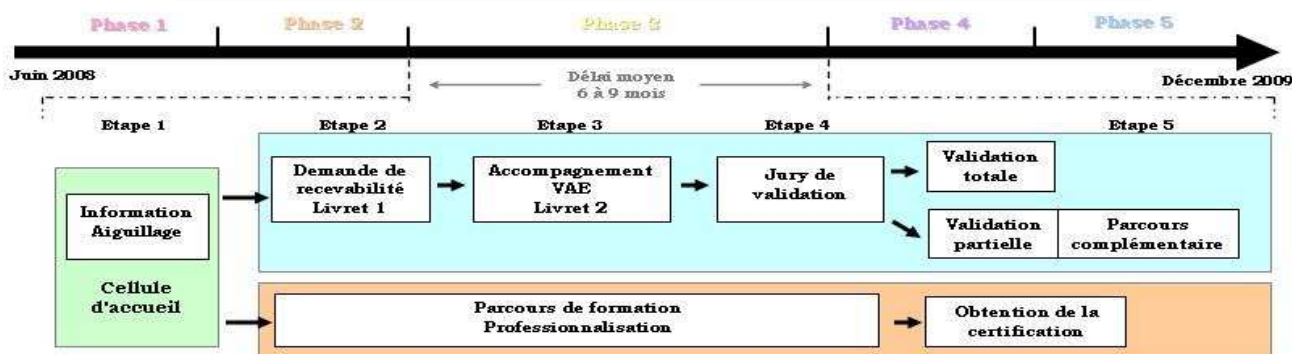 Phase 1 Phase 2 Phase 3 Phase 4 Phase 5
Juin 2008
Délai moyen
6 à 9 mois
Décembre 2009
Etape 1 Etape 2 Etape 3 Etape 4 Etape 5
Information
Aiguillage
Cellule
d'accueil
Demande de
recevabilité
Livret 1
Accompagnement
VAE
Livret 2
Jury de
validation
Validation
totale
Validation
partielle
Parcours
complémentaire
Parcours de formation
Professionnalisation
Obtention de la
certification